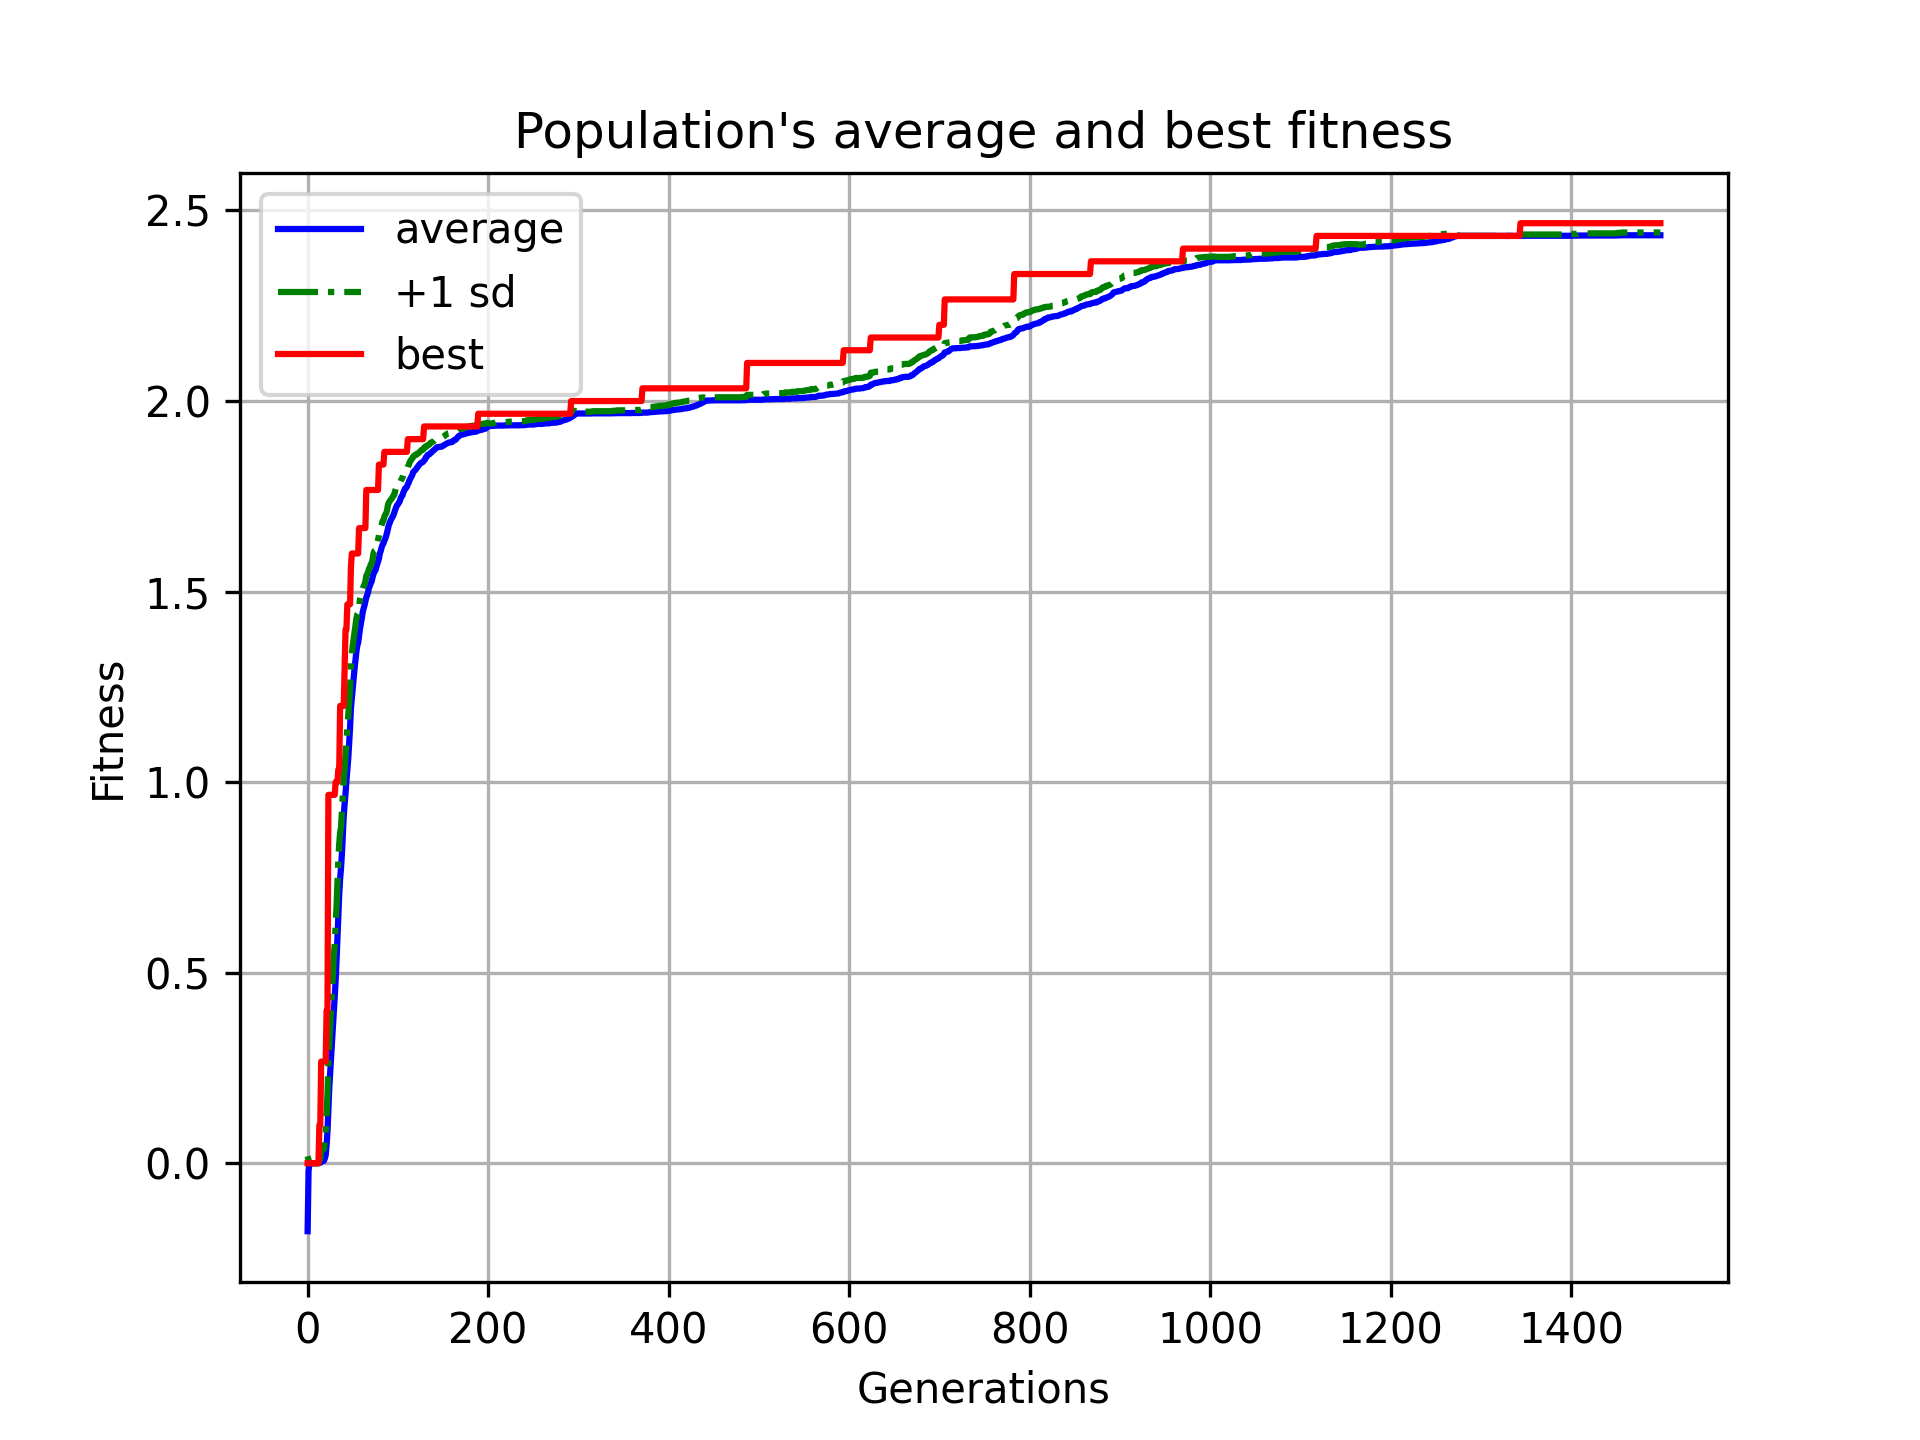 Population's average and best fitness
average
+1 sd
best
Fitness
2.5
2.0
1.5
1.0
0.5
0.0
0 200 400 600 800 1000 1200 1400
Generations